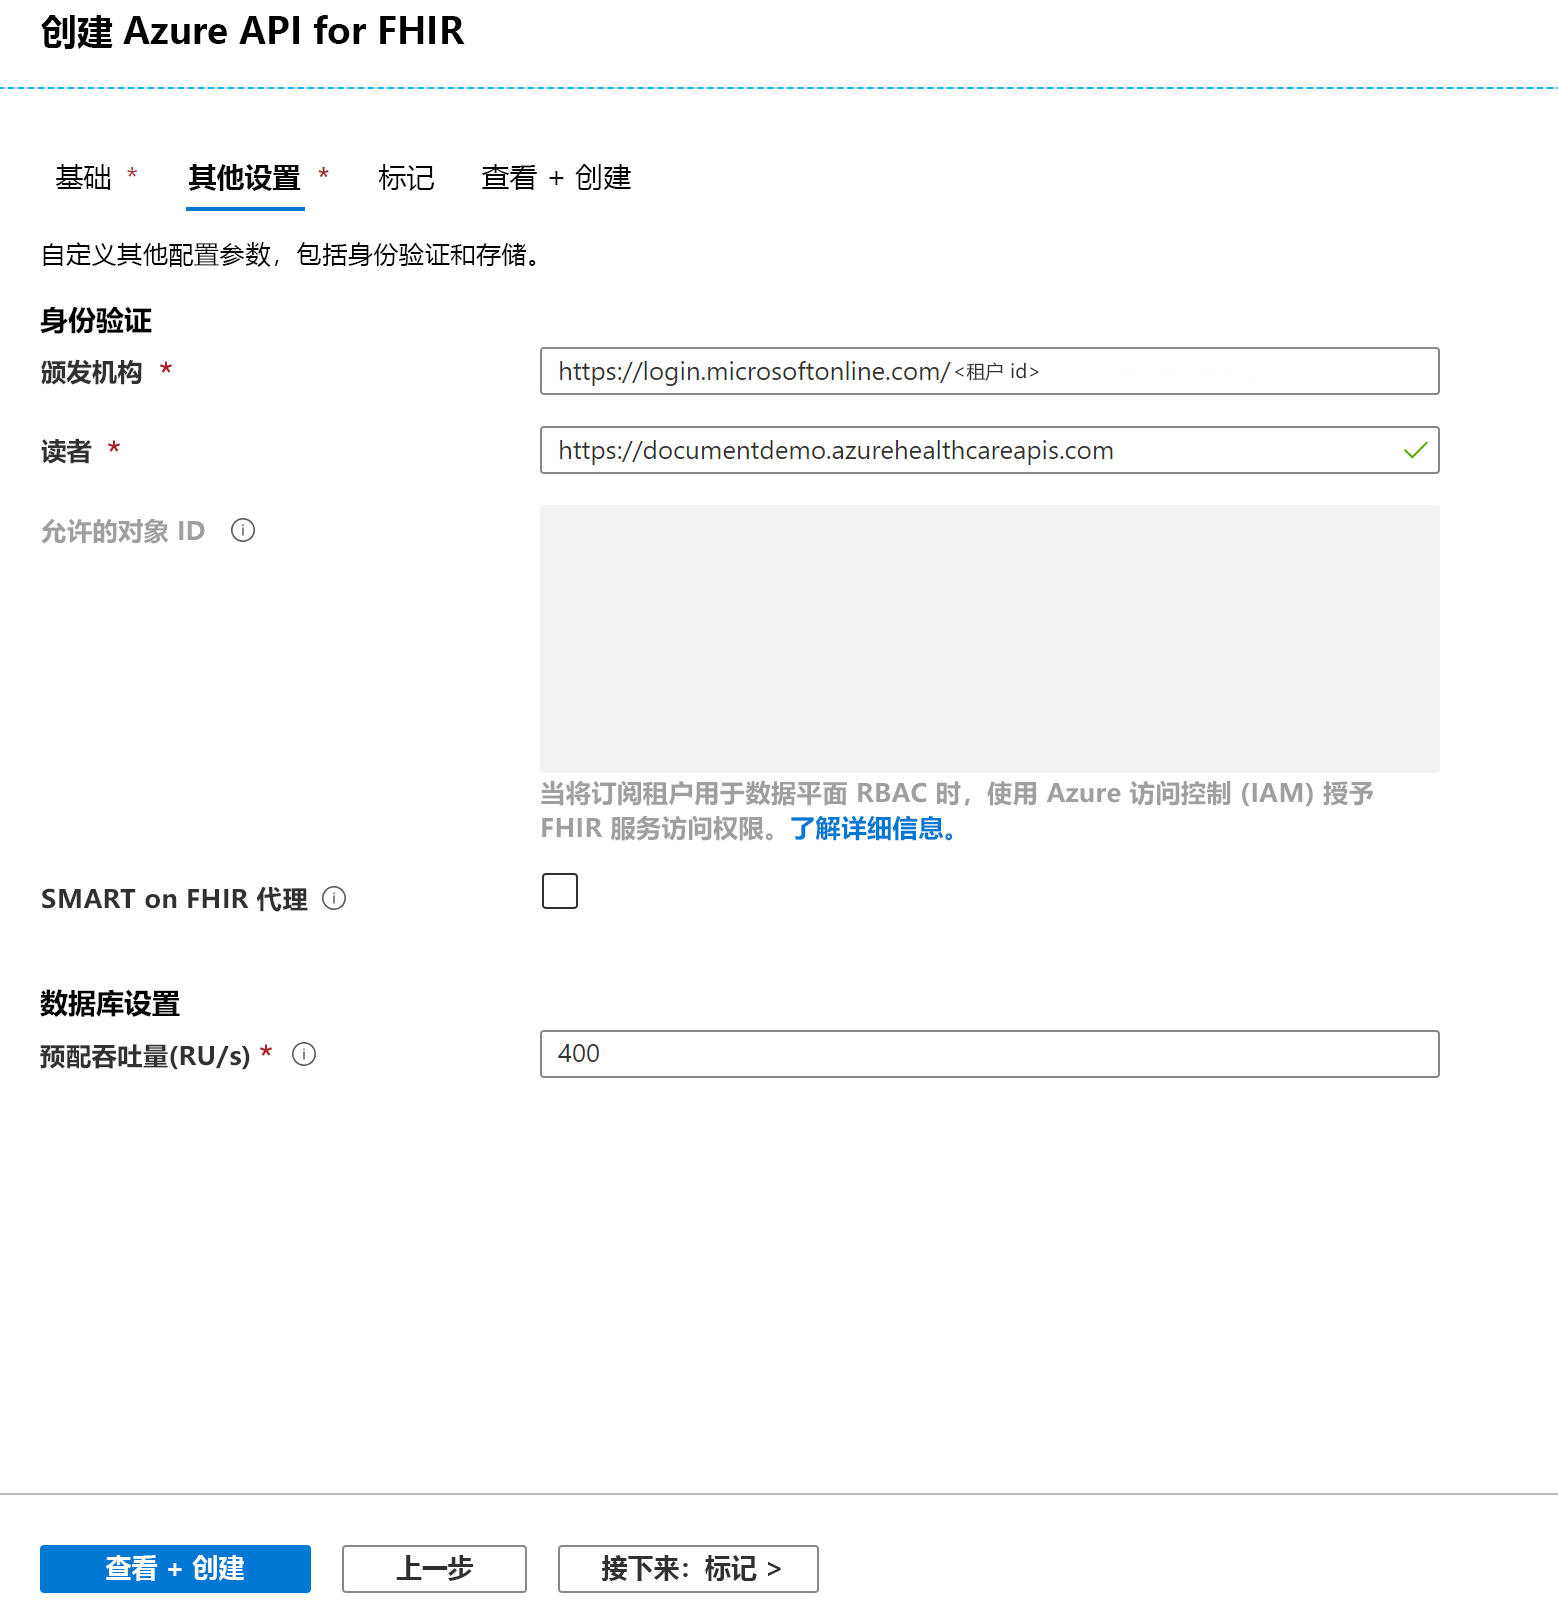 创建 Azure API for FHIR
基础 * 其他设置 * 标记 查看 + 创建
自定义其他配置参数，包括身份验证和存储。
身份验证
颁发机构 * https://login.microsoftonline.com/<租户 id>
读者 * https://documentdemo.azurehealthcareapis.com
允许的对象 ID
当将订阅租户用于数据平面 RBAC 时，使用 Azure 访问控制 (IAM) 授予
FHIR 服务访问权限。了解详细信息。
SMART on FHIR 代理
数据库设置
预配吞吐量(RU/s) * 400
查看 + 创建 上一步 接下来：标记 >